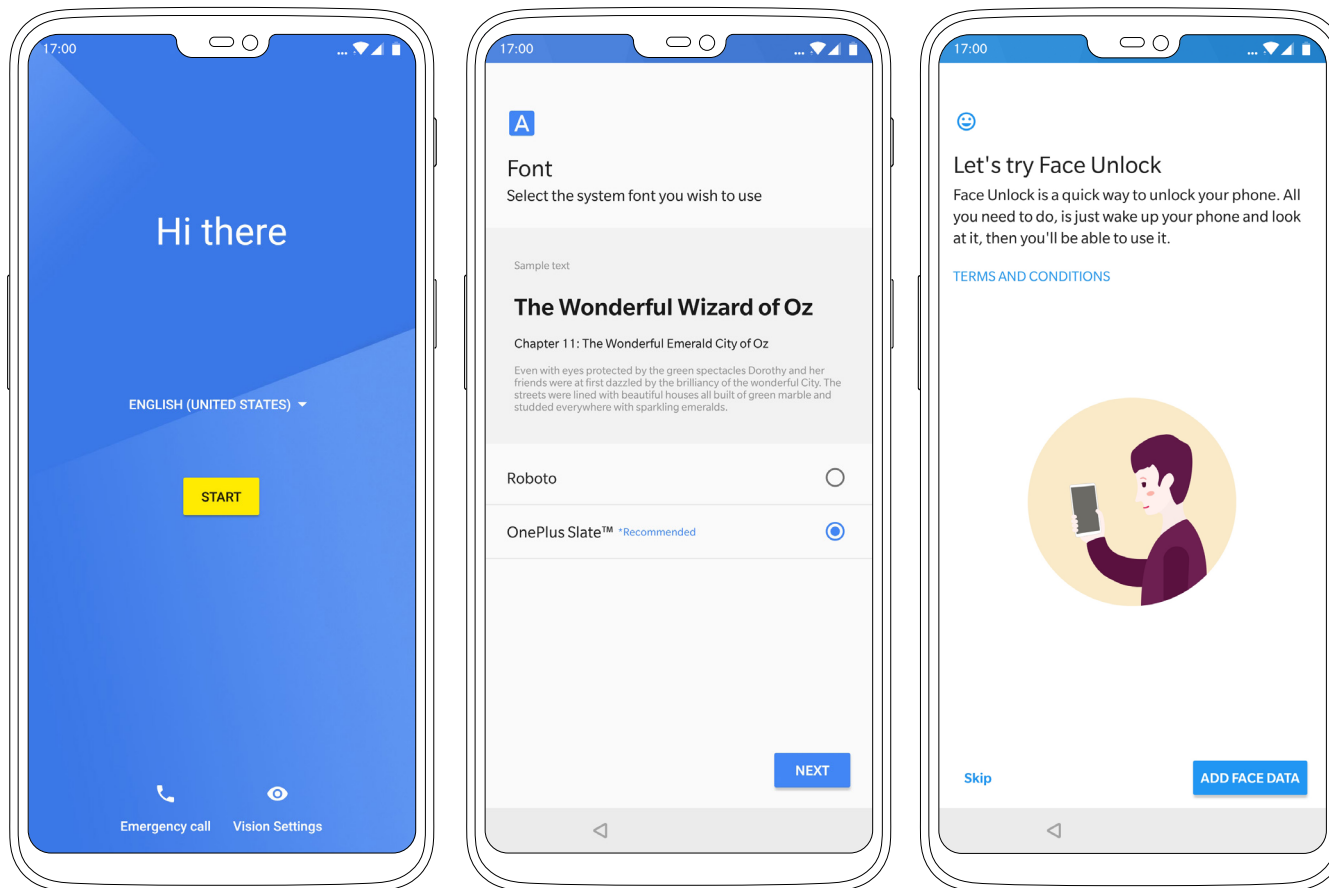 17:00
...
Hi there
ENGLISH (UNITED STATES)
START
Emergency call
Vision Settings
17:00
...
A
Font
Select the system font you wish to use
Sample text
The Wonderful Wizard of Oz
Chapter 11: The Wonderful Emerald City of Oz
Even with eyes protected by the green spectacles Dorothy and her
friends were at first dazzled by the brilliancy of the wonderful City. The
streets were lined with beautiful houses all built of green marble and
studded everywhere with sparkling emeralds.
Roboto
OnePlus Slate™ *Recommended
NEXT
17:00
...
Let's try Face Unlock
Face Unlock is a quick way to unlock your phone. All
you need to do, is just wake up your phone and look
at it, then you'll be able to use it.
TERMS AND CONDITIONS
Skip
ADD FACE DATA